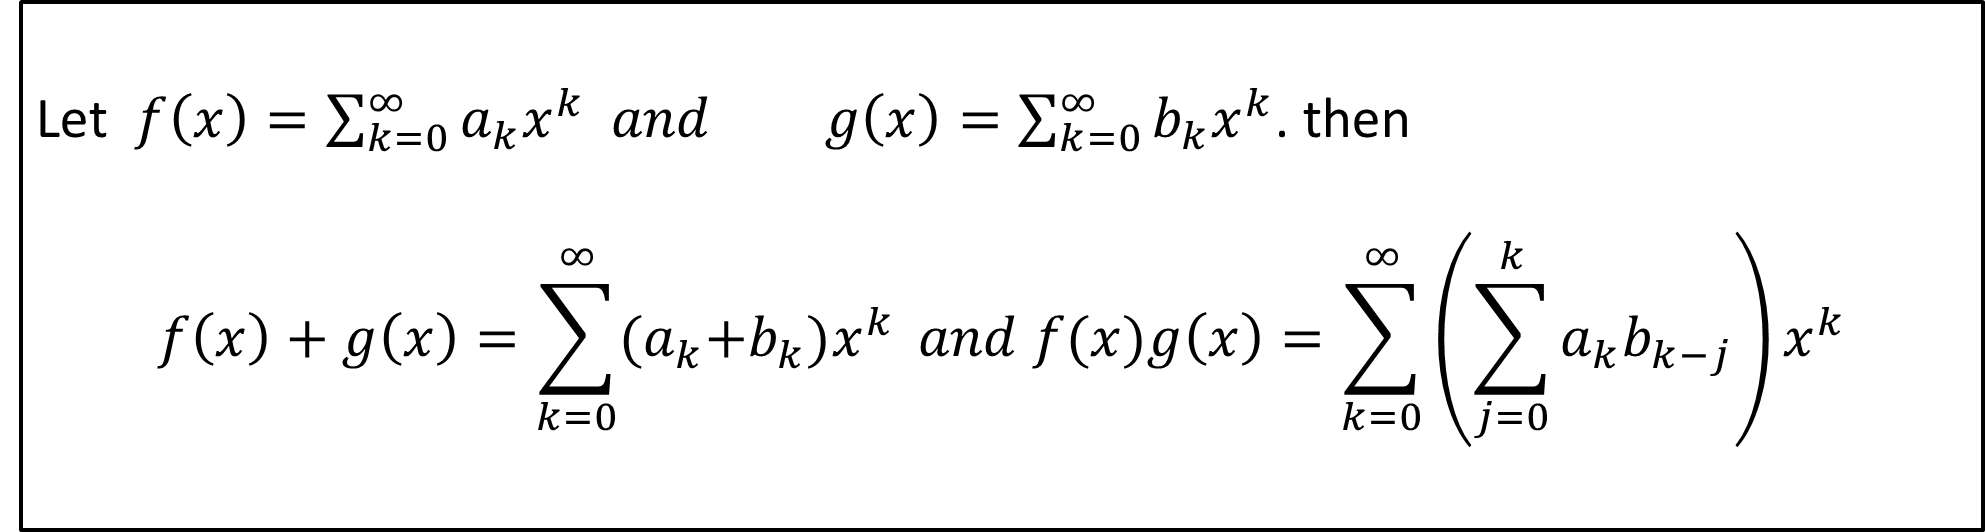 Let f(x) = ∑_{k=0}^{∞} a_k x^k and g(x) = ∑_{k=0}^{∞} b_k x^k. then
f(x) + g(x) = ∑_{k=0}^{∞} (a_k+b_k)x^k and f(x)g(x) = ∑_{k=0}^{∞} (∑_{j=0}^{k} a_k b_{k−j}) x^k